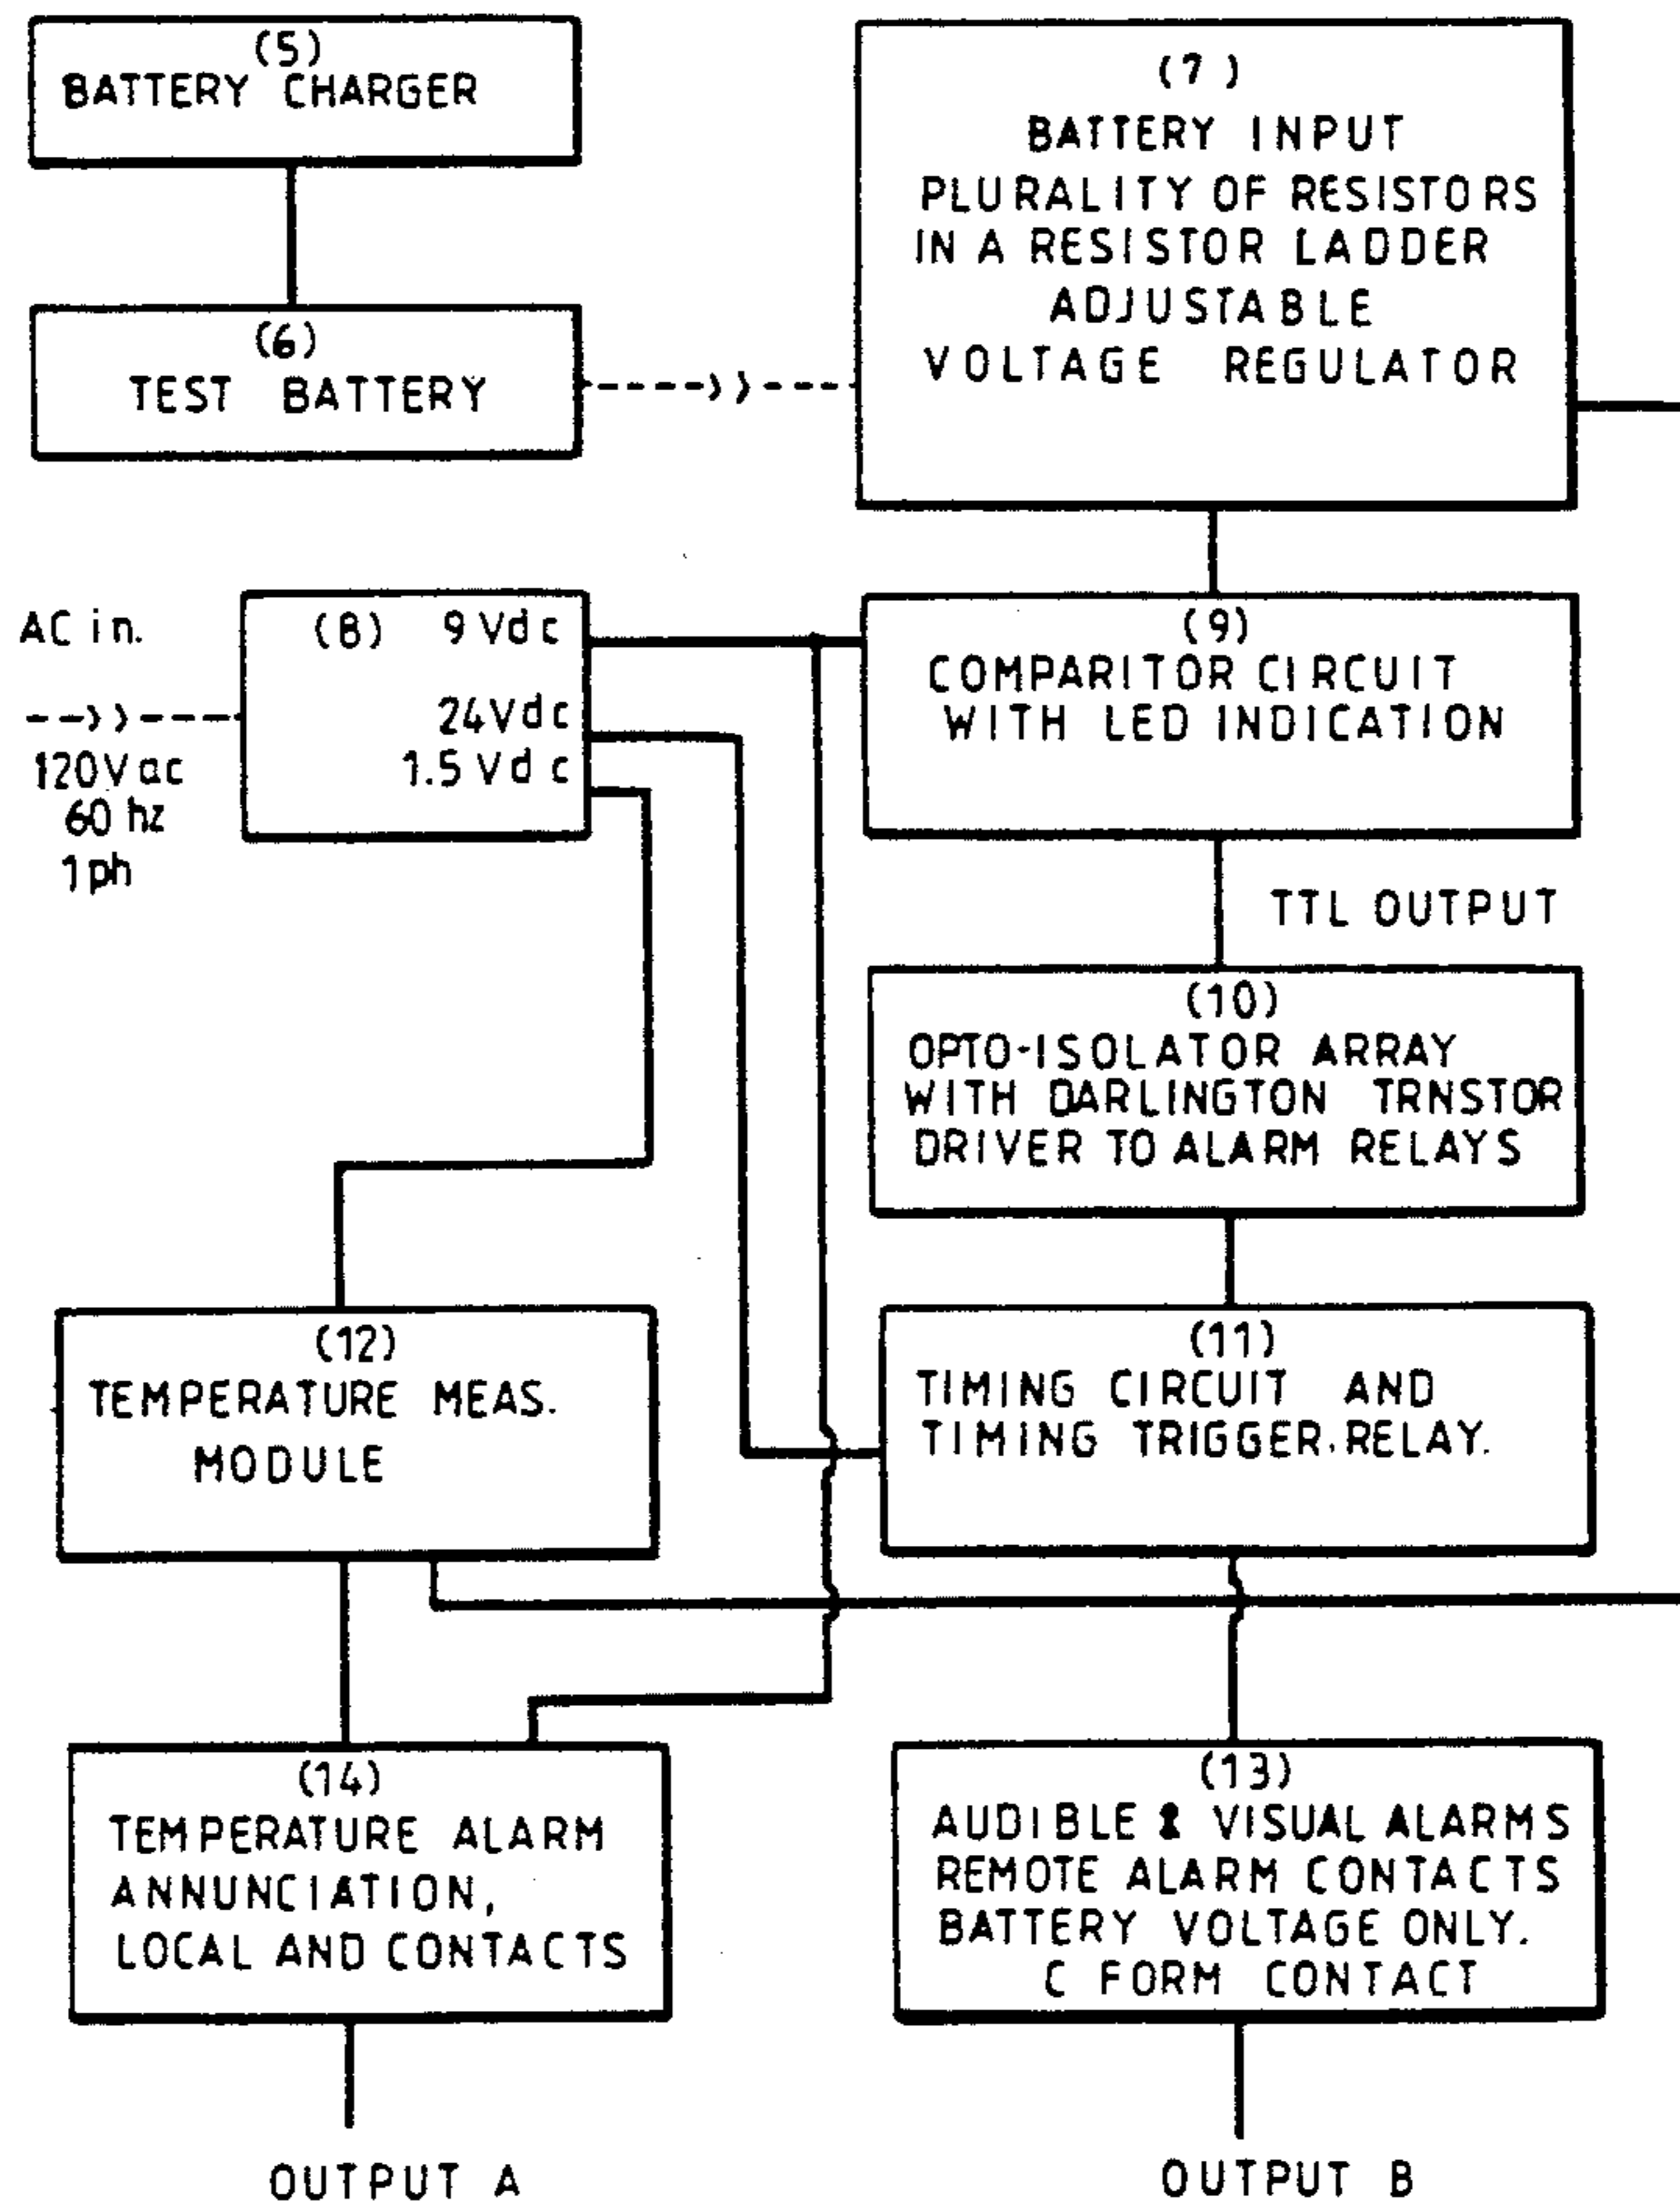 (5)
BATTERY CHARGER
(6)
TEST BATTERY
(7)
BATTERY INPUT
PLURALITY OF RESISTORS
IN A RESISTOR LADDER
ADJUSTABLE
VOLTAGE REGULATOR
AC in.
120Vac
60 hz
1ph
(8) 9 Vdc
24Vdc
1.5 Vdc
(9)
COMPARITOR CIRCUIT
WITH LED INDICATION
TTL OUTPUT
(10)
OPTO-ISOLATOR ARRAY
WITH DARLINGTON TRNSTOR
DRIVER TO ALARM RELAYS
(12)
TEMPERATURE MEAS.
MODULE
(11)
TIMING CIRCUIT AND
TIMING TRIGGER RELAY.
(14)
TEMPERATURE ALARM
ANNUNCIATION,
LOCAL AND CONTACTS
(13)
AUDIBLE & VISUAL ALARMS
REMOTE ALARM CONTACTS
BATTERY VOLTAGE ONLY.
C FORM CONTACT
OUTPUT A
OUTPUT B